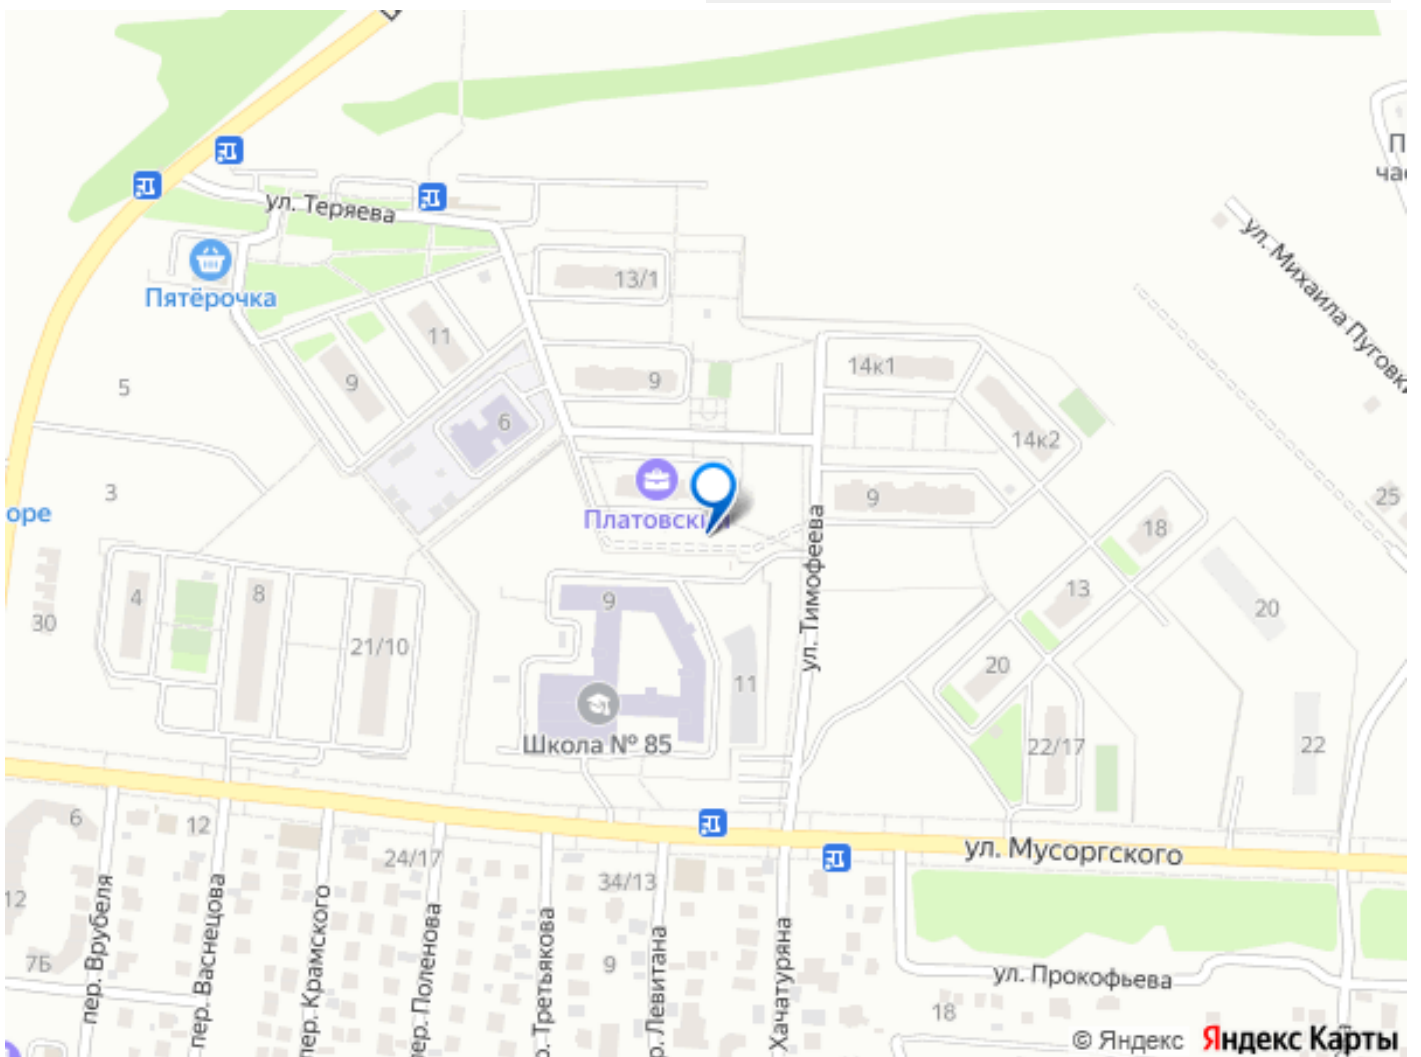 ул. Теряева
Пятёрочка
13/1
11
9
5
9
14к1
6
14к2
ул. Михаила Пуговк
3
Платовский
9
25
оре
ул. Тимофеева
18
4
8
9
13
20
30
21/10
11
20
Школа № 85
22/17
22
6
12
24/17
ул. Мусоргского
34/13
12
7Б
9
пер. Врубеля
пер. Васнецова
пер. Крамского
пер. Поленова
р. Третьякова
р. Левитана
Хачатуряна
ул. Прокофьева
18
© Яндекс Яндекс Карты